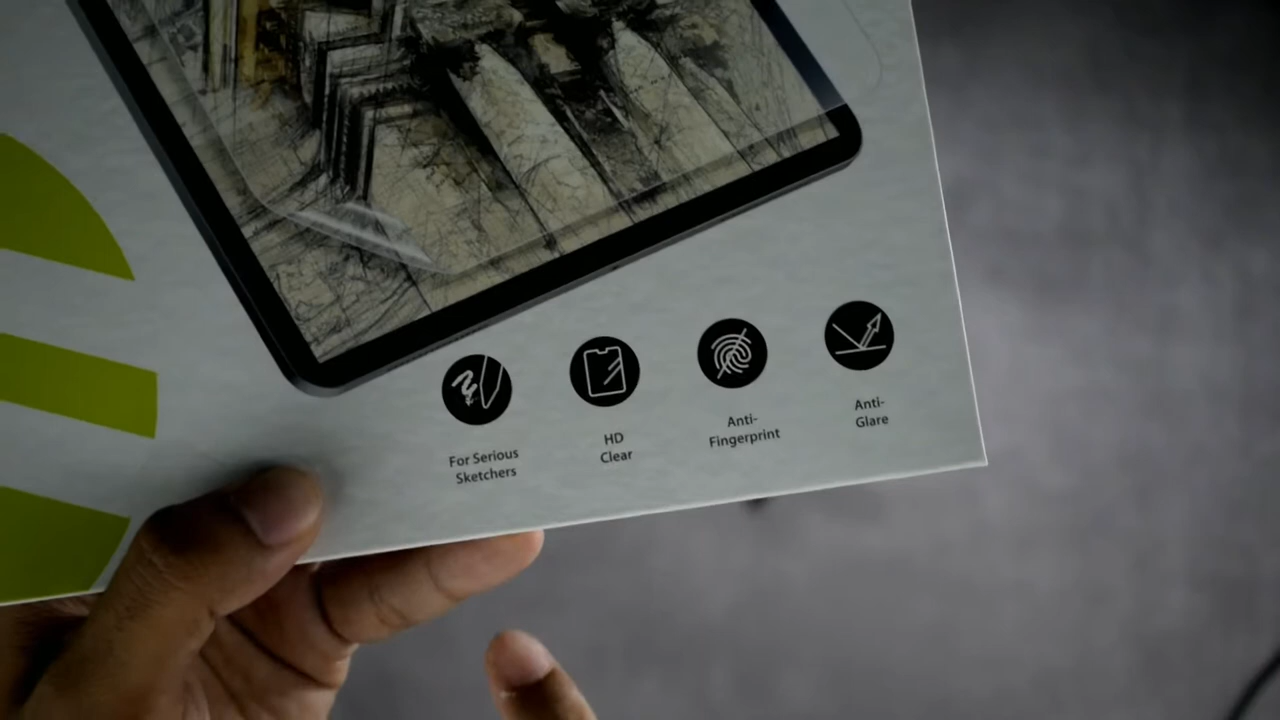 For Serious
Sketchers
HD
Clear
Anti-
Fingerprint
Anti-
Glare